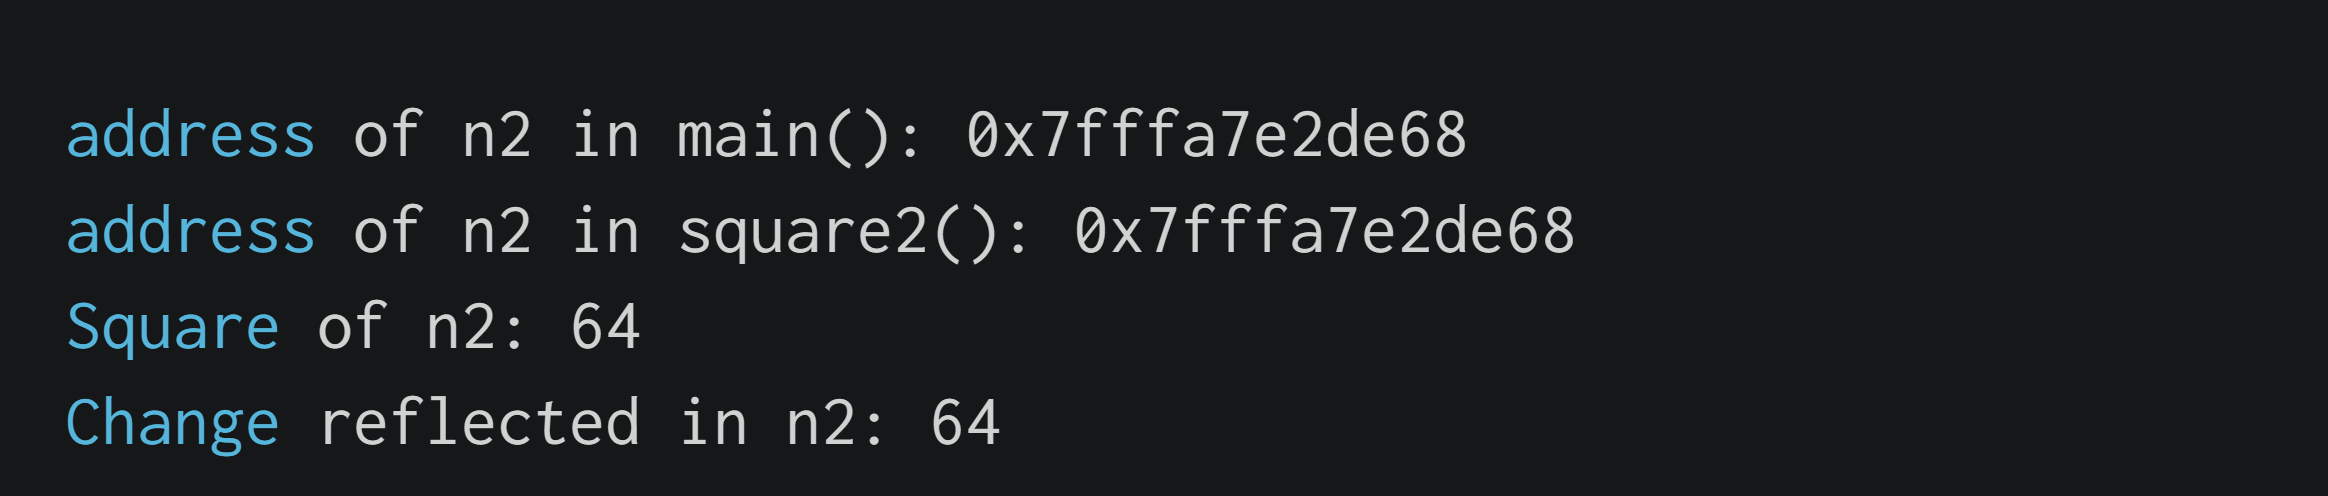 address of n2 in main(): 0x7fffa7e2de68
address of n2 in square2(): 0x7fffa7e2de68
Square of n2: 64
Change reflected in n2: 64